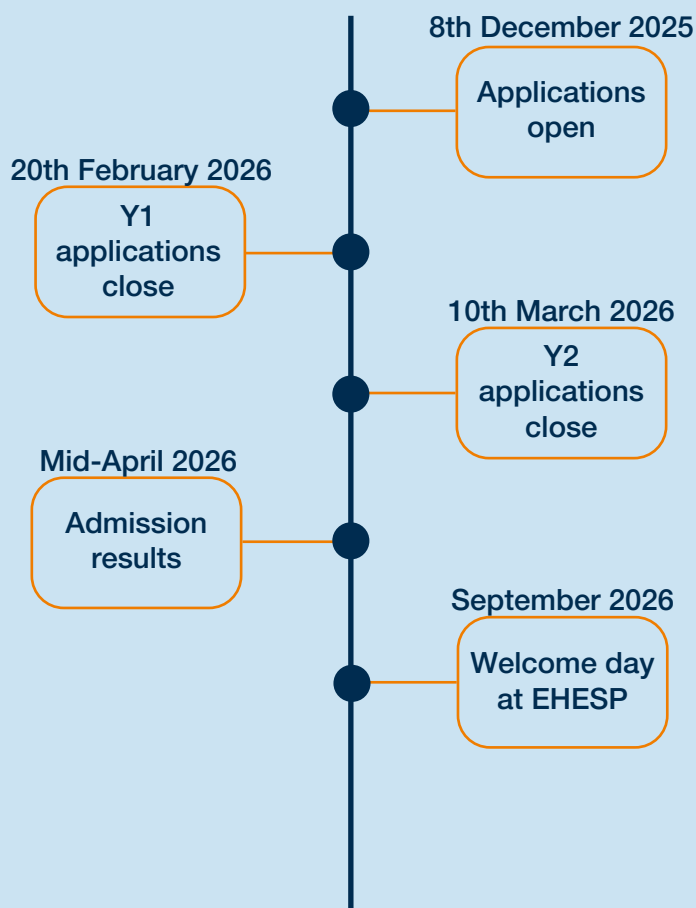 8th December 2025
Applications
open
20th February 2026
Y1
applications
close
10th March 2026
Y2
applications
close
Mid-April 2026
Admission
results
September 2026
Welcome day
at EHESP